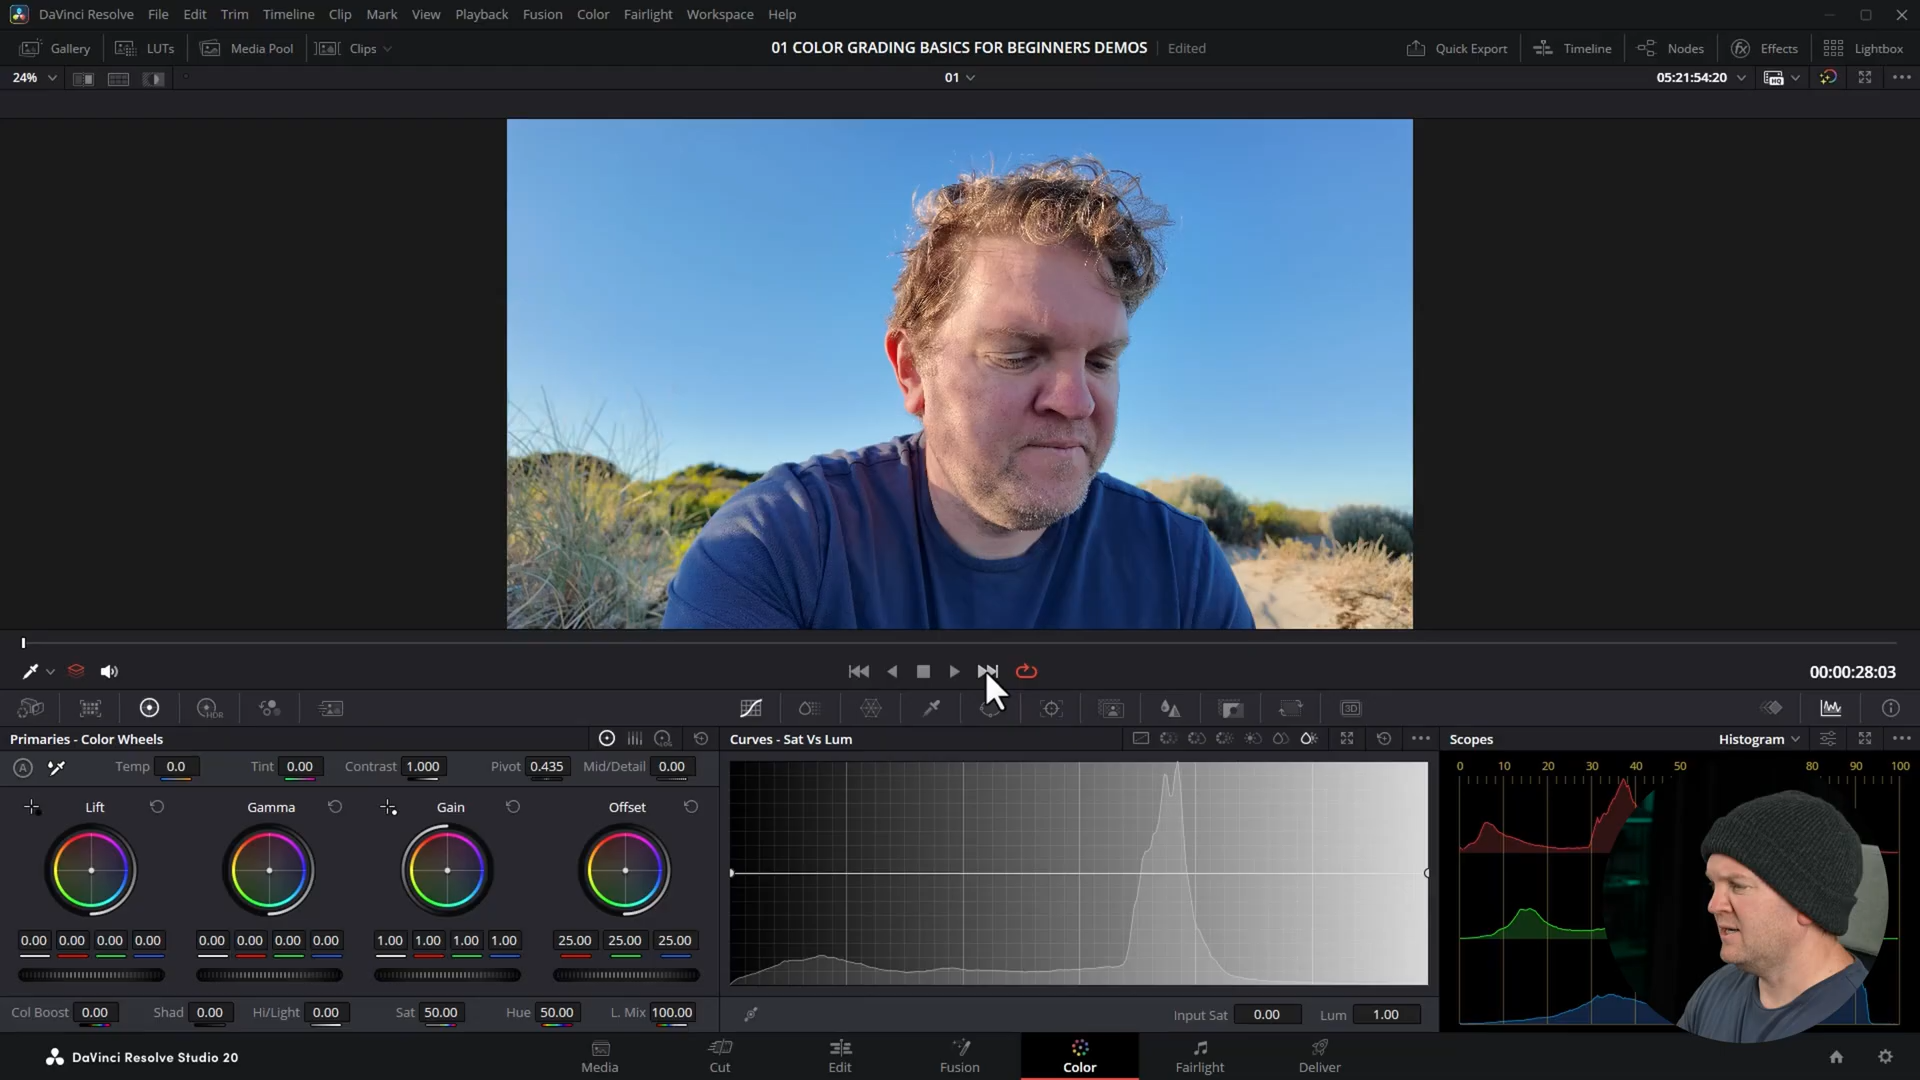 DaVinci Resolve File Edit Trim Timeline Clip Mark View Playback Fusion Color Fairlight Workspace Help
Gallery LUTs Media Pool Clips 01 COLOR GRADING BASICS FOR BEGINNERS DEMOS Edited Quick Export Timeline Nodes Effects Lightbox
24% 01 05:21:54:20
00:00:28:03
Primaries - Color Wheels Curves - Sat Vs Lum Scopes Histogram
Temp 0.0 Tint 0.00 Contrast 1.000 Pivot 0.435 Mid/Detail 0.00
0 10 20 30 40 50 80 90 100
Lift Gamma Gain Offset
0.00 0.00 0.00 0.00 0.00 0.00 0.00 0.00 1.00 1.00 1.00 1.00 25.00 25.00 25.00
Col Boost 0.00 Shad 0.00 Hi/Light 0.00 Sat 50.00 Hue 50.00 L. Mix 100.00 Input Sat 0.00 Lum 1.00
DaVinci Resolve Studio 20 Media Cut Edit Fusion Color Fairlight Deliver